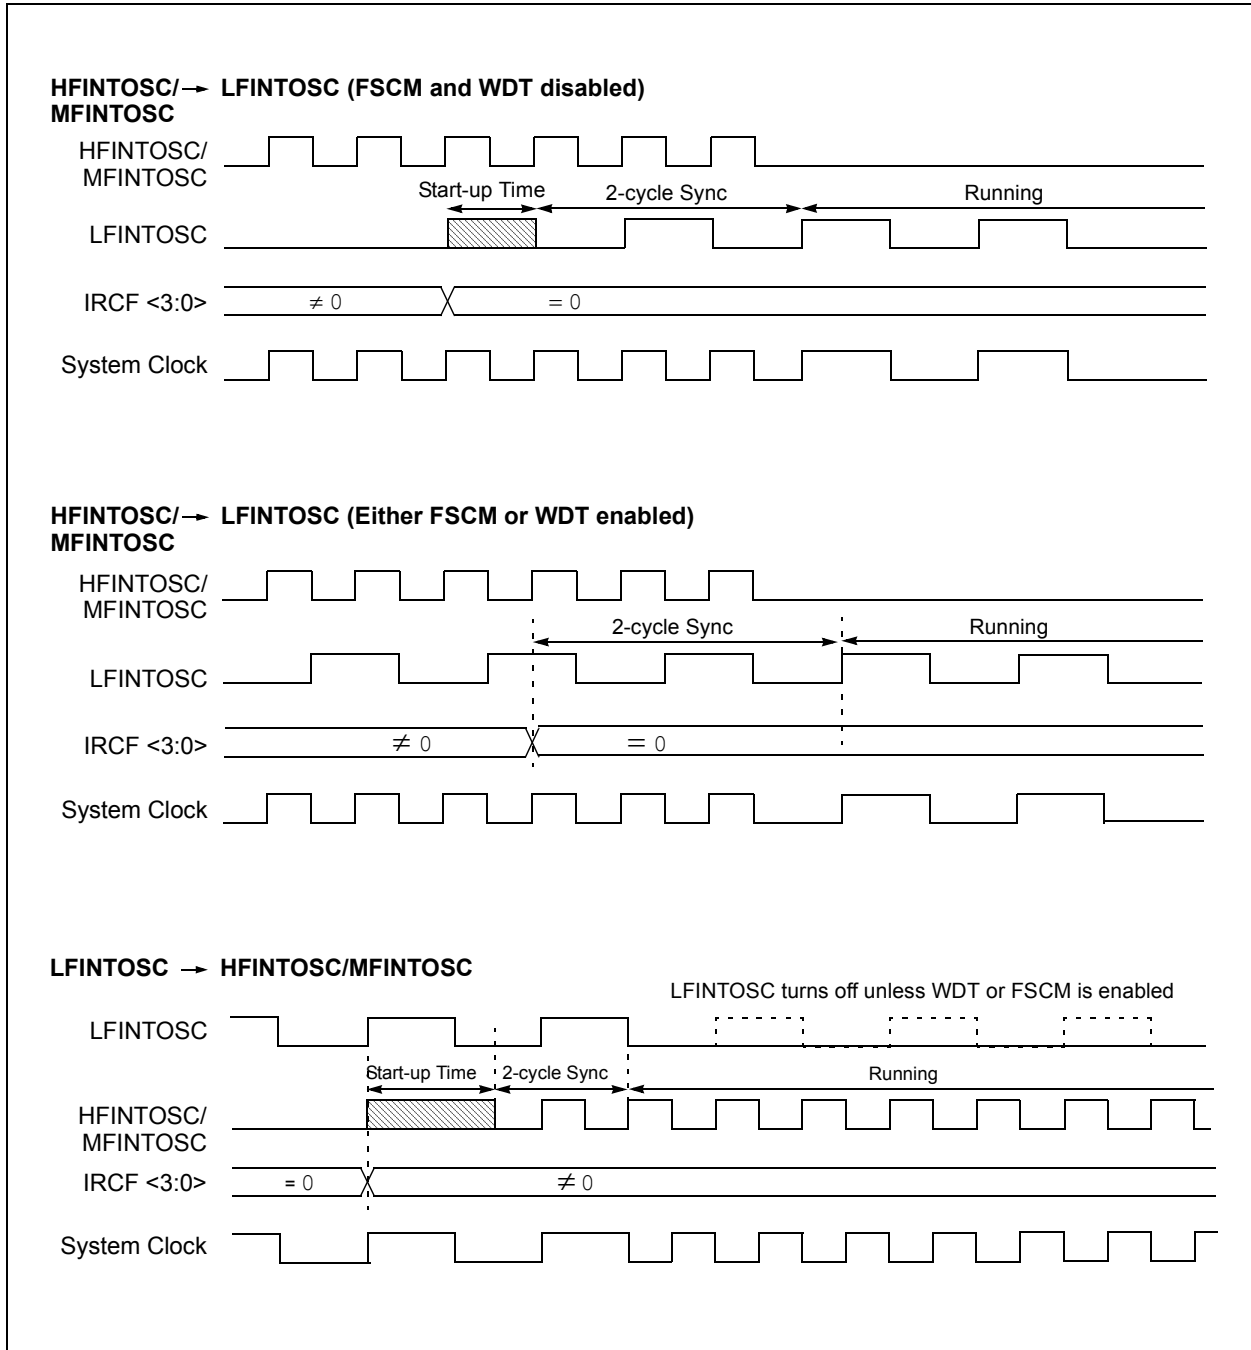 HFINTOSC/→ LFINTOSC (FSCM and WDT disabled)
MFINTOSC
HFINTOSC/
MFINTOSC
Start-up Time 2-cycle Sync Running
LFINTOSC
IRCF <3:0> ≠ 0 = 0
System Clock
HFINTOSC/→ LFINTOSC (Either FSCM or WDT enabled)
MFINTOSC
HFINTOSC/
MFINTOSC
2-cycle Sync Running
LFINTOSC
IRCF <3:0> ≠ 0 = 0
System Clock
LFINTOSC → HFINTOSC/MFINTOSC
LFINTOSC turns off unless WDT or FSCM is enabled
LFINTOSC
Start-up Time 2-cycle Sync Running
HFINTOSC/
MFINTOSC
IRCF <3:0> = 0 ≠ 0
System Clock